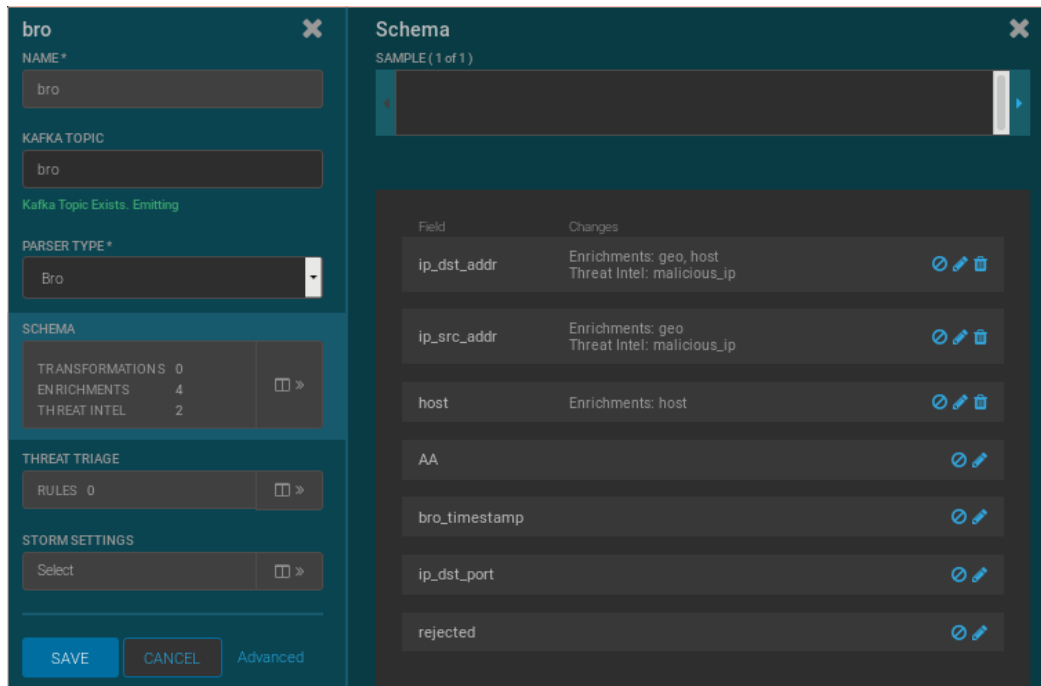 bro
NAME *
bro
KAFKA TOPIC
bro
Kafka Topic Exists. Emitting
PARSER TYPE *
Bro
SCHEMA
TRANSFORMATIONS 0
ENRICHMENTS 4
THREAT INTEL 2
THREAT TRIAGE
RULES 0
STORM SETTINGS
Select
SAVE CANCEL Advanced
Schema
SAMPLE ( 1 of 1 )
Field Changes
ip_dst_addr
Enrichments: geo, host
Threat Intel: malicious_ip
ip_src_addr
Enrichments: geo
Threat Intel: malicious_ip
host Enrichments: host
AA
bro_timestamp
ip_dst_port
rejected